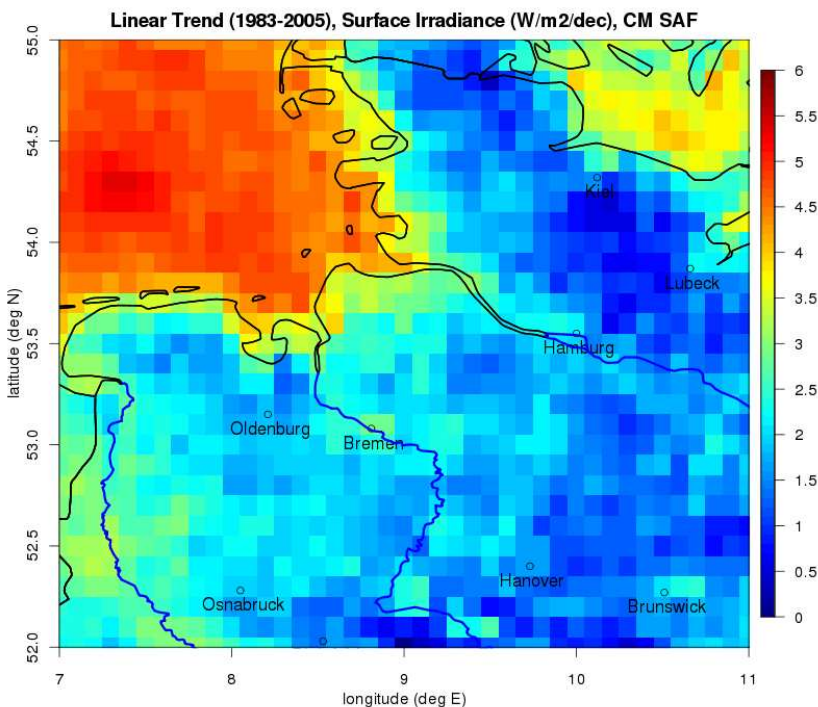 Linear Trend (1983-2005), Surface Irradiance (W/m2/dec), CM SAF
55.0
54.5
54.0
53.5
53.0
52.5
52.0
latitude (deg N)
Kiel
Lubeck
Hamburg
Oldenburg
Bremen
Hanover
Osnabruck
Brunswick
7
8
9
10
11
longitude (deg E)
6
5.5
5
4.5
4
3.5
3
2.5
2
1.5
1
0.5
0